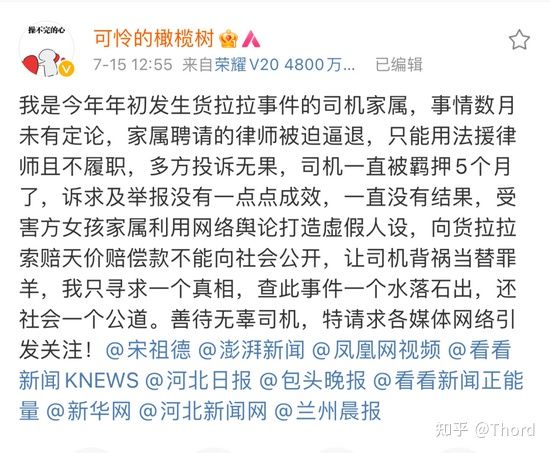 操不完的心
可怜的橄榄树
7-15 12:55 来自荣耀V20 4800万... 已编辑
我是今年年初发生货拉拉事件的司机家属，事情数月
未有定论，家属聘请的律师被迫逼退，只能用法援律
师且不履职，多方投诉无果，司机一直被羁押5个月
了，诉求及举报没有一点点成效，一直没有结果，受
害方女孩家属利用网络舆论打造虚假人设，向货拉拉
索赔天价赔偿款不能向社会公开，让司机背祸当替罪
羊，我只寻求一个真相，查此事件一个水落石出，还
社会一个公道。善待无辜司机，特请求各媒体网络引
发关注！@宋祖德 @澎湃新闻 @凤凰网视频 @看看
新闻KNEWS @河北日报 @包头晚报 @看看新闻正能
量 @新华网 @河北新闻网 @兰州晨报
知乎 @Thord